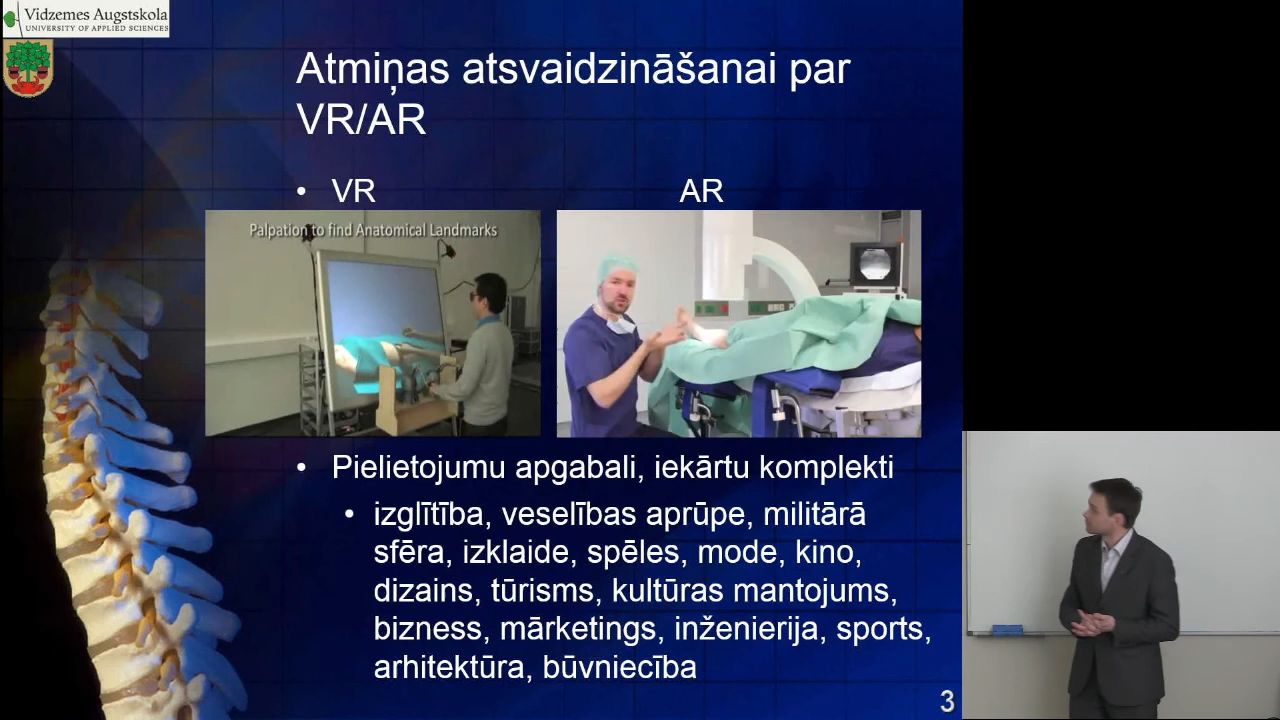 Vidzemes Augstskola
UNIVERSITY OF APPLIED SCIENCES
Atmiņas atsvaidzināšanai par
VR/AR
• VR
AR
Palpation to find Anatomical Landmarks
• Pielietojumu apgabali, iekārtu komplekti
• izglītība, veselības aprūpe, militārā
sfēra, izklaide, spēles, mode, kino,
dizains, tūrisms, kultūras mantojums,
bizness, mārketings, inženierija, sports,
arhitektūra, būvniecība
3